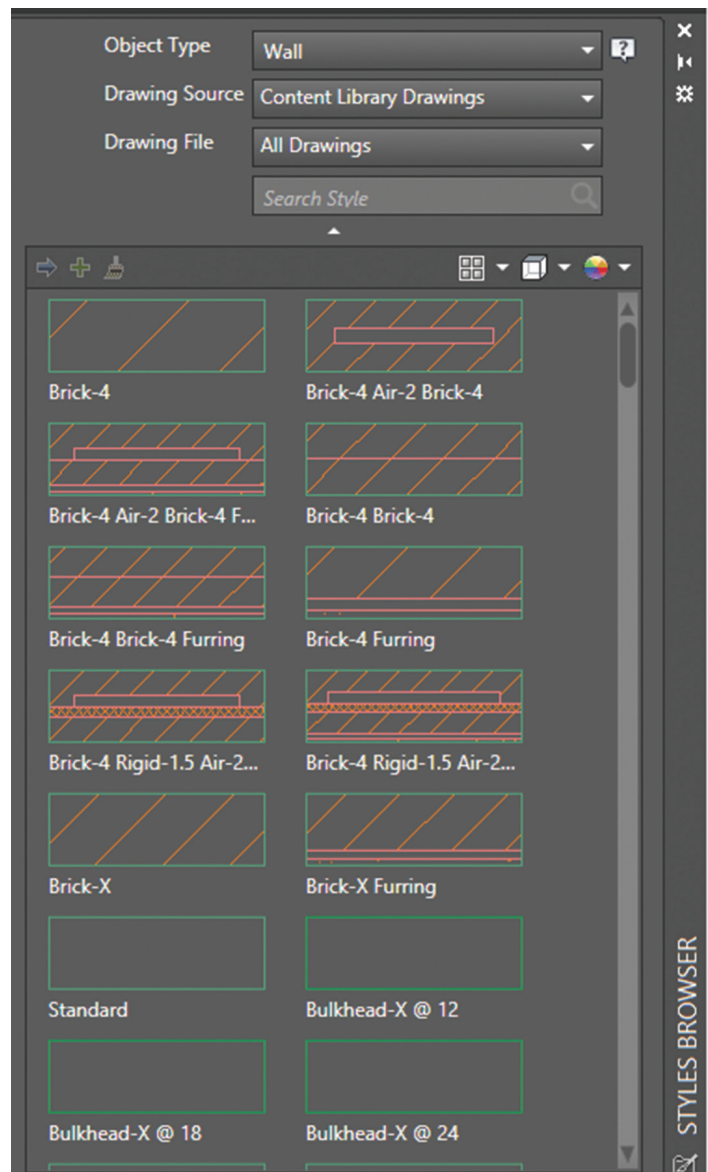 Object Type Wall
Drawing Source Content Library Drawings
Drawing File All Drawings
Search Style
Brick-4
Brick-4 Air-2 Brick-4
Brick-4 Air-2 Brick-4 F...
Brick-4 Brick-4
Brick-4 Brick-4 Furring
Brick-4 Furring
Brick-4 Rigid-1.5 Air-2...
Brick-4 Rigid-1.5 Air-2...
Brick-X
Brick-X Furring
Standard
Bulkhead-X @ 12
Bulkhead-X @ 18
Bulkhead-X @ 24
STYLES BROWSER